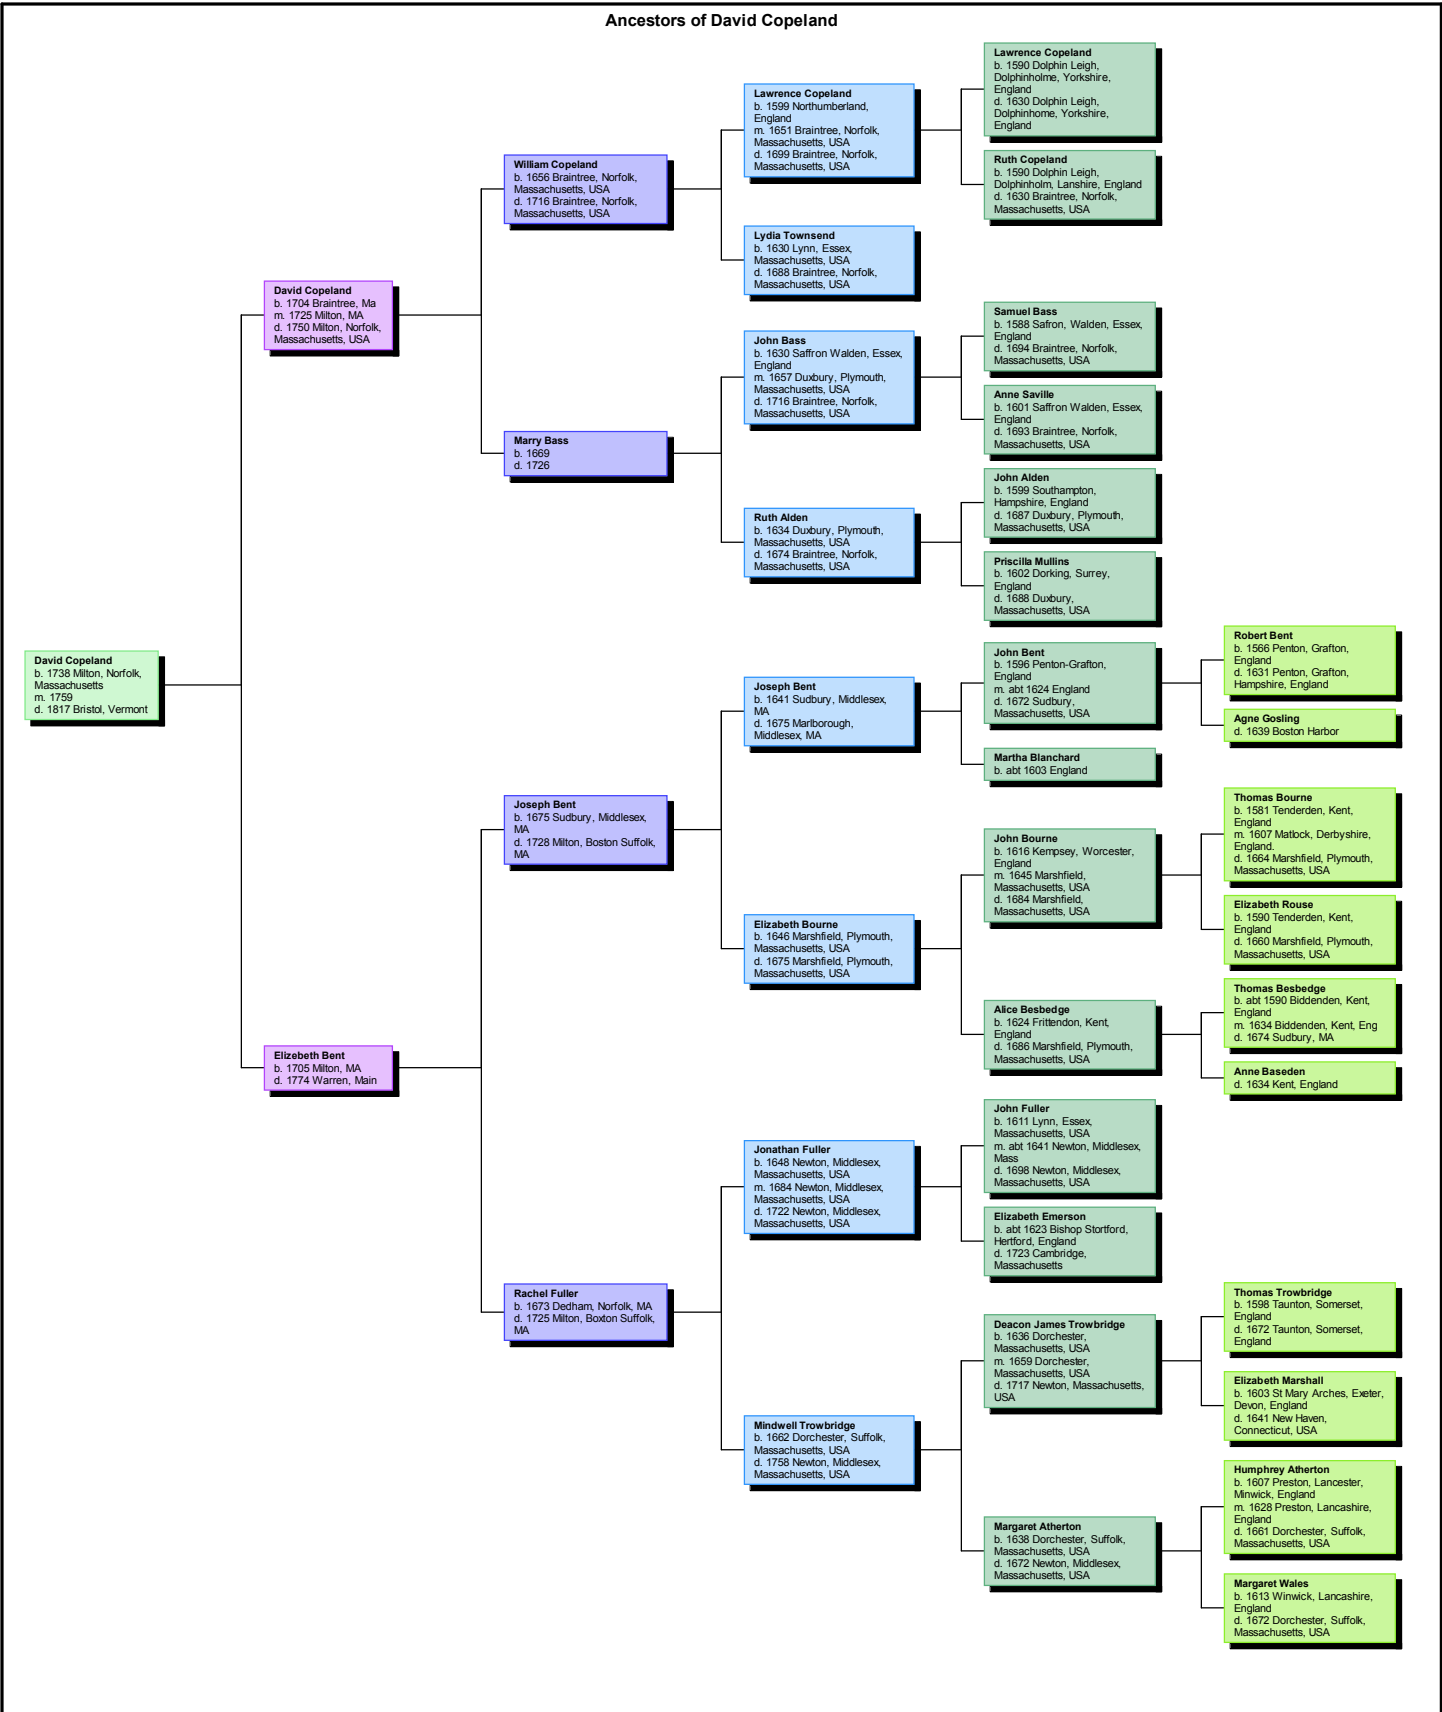 Ancestors of David Copeland
David Copeland
b. 1738 Milton, Norfolk,
Massachusetts
m. 1759
d. 1817 Bristol, Vermont
David Copeland
b. 1704 Braintree, Ma
m. 1725 Milton, MA
d. 1750 Milton, Norfolk,
Massachusetts, USA
Elizebeth Bent
b. 1705 Milton, MA
d. 1774 Warren, Main
William Copeland
b. 1656 Braintree, Norfolk,
Massachusetts, USA
d. 1716 Braintree, Norfolk,
Massachusetts, USA
Marry Bass
b. 1669
d. 1726
Joseph Bent
b. 1675 Sudbury, Middlesex,
MA
d. 1728 Milton, Boston Suffolk,
MA
Rachel Fuller
b. 1673 Dedham, Norfolk, MA
d. 1725 Milton, Boxton Suffolk,
MA
Lawrence Copeland
b. 1599 Northumberland,
England
m. 1651 Braintree, Norfolk,
Massachusetts, USA
d. 1699 Braintree, Norfolk,
Massachusetts, USA
Lydia Townsend
b. 1630 Lynn, Essex,
Massachusetts, USA
d. 1688 Braintree, Norfolk,
Massachusetts, USA
John Bass
b. 1630 Saffron Walden, Essex,
England
m. 1657 Duxbury, Plymouth,
Massachusetts, USA
d. 1716 Braintree, Norfolk,
Massachusetts, USA
Ruth Alden
b. 1634 Duxbury, Plymouth,
Massachusetts, USA
d. 1674 Braintree, Norfolk,
Massachusetts, USA
Joseph Bent
b. 1641 Sudbury, Middlesex,
MA
d. 1675 Marlborough,
Middlesex, MA
Elizabeth Bourne
b. 1646 Marshfield, Plymouth,
Massachusetts, USA
d. 1675 Marshfield, Plymouth,
Massachusetts, USA
Jonathan Fuller
b. 1648 Newton, Middlesex,
Massachusetts, USA
m. 1684 Newton, Middlesex,
Massachusetts, USA
d. 1722 Newton, Middlesex,
Massachusetts, USA
Mindwell Trowbridge
b. 1662 Dorchester, Suffolk,
Massachusetts, USA
d. 1758 Newton, Middlesex,
Massachusetts, USA
Lawrence Copeland
b. 1590 Dolphin Leigh,
Dolphinholme, Yorkshire,
England
d. 1630 Dolphin Leigh,
Dolphinhome, Yorkshire,
England
Ruth Copeland
b. 1590 Dolphin Leigh,
Dolphinholm, Lanshire, England
d. 1630 Braintree, Norfolk,
Massachusetts, USA
Samuel Bass
b. 1588 Safron, Walden, Essex,
England
d. 1694 Braintree, Norfolk,
Massachusetts, USA
Anne Saville
b. 1601 Saffron Walden, Essex,
England
d. 1693 Braintree, Norfolk,
Massachusetts, USA
John Alden
b. 1599 Southampton,
Hampshire, England
d. 1687 Duxbury, Plymouth,
Massachusetts, USA
Priscilla Mullins
b. 1602 Dorking, Surrey,
England
d. 1688 Duxbury,
Massachusetts, USA
John Bent
b. 1596 Penton-Grafton,
England
m. abt 1624 England
d. 1672 Sudbury,
Massachusetts, USA
Martha Blanchard
b. abt 1603 England
John Bourne
b. 1616 Kempsey, Worcester,
England
m. 1645 Marshfield,
Massachusetts, USA
d. 1684 Marshfield,
Massachusetts, USA
Alice Besbedge
b. 1624 Frittendon, Kent,
England
d. 1686 Marshfield, Plymouth,
Massachusetts, USA
John Fuller
b. 1611 Lynn, Essex,
Massachusetts, USA
m. abt 1641 Newton, Middlesex,
Mass
d. 1698 Newton, Middlesex,
Massachusetts, USA
Elizabeth Emerson
b. abt 1623 Bishop Stortford,
Hertford, England
d. 1723 Cambridge,
Massachusetts
Deacon James Trowbridge
b. 1636 Dorchester,
Massachusetts, USA
m. 1659 Dorchester,
Massachusetts, USA
d. 1717 Newton, Massachusetts,
USA
Margaret Atherton
b. 1638 Dorchester, Suffolk,
Massachusetts, USA
d. 1672 Newton, Middlesex,
Massachusetts, USA
Robert Bent
b. 1566 Penton, Grafton,
England
d. 1631 Penton, Grafton,
Hampshire, England
Agne Gosling
d. 1639 Boston Harbor
Thomas Bourne
b. 1581 Tenderden, Kent,
England
m. 1607 Matlock, Derbyshire,
England.
d. 1664 Marshfield, Plymouth,
Massachusetts, USA
Elizabeth Rouse
b. 1590 Tenderden, Kent,
England
d. 1660 Marshfield, Plymouth,
Massachusetts, USA
Thomas Besbedge
b. abt 1590 Biddenden, Kent,
England
m. 1634 Biddenden, Kent, Eng
d. 1674 Sudbury, MA
Anne Baseden
d. 1634 Kent, England
Thomas Trowbridge
b. 1598 Taunton, Somerset,
England
d. 1672 Taunton, Somerset,
England
Elizabeth Marshall
b. 1603 St Mary Arches, Exeter,
Devon, England
d. 1641 New Haven,
Connecticut, USA
Humphrey Atherton
b. 1607 Preston, Lancester,
Minwick, England
m. 1628 Preston, Lancashire,
England
d. 1661 Dorchester, Suffolk,
Massachusetts, USA
Margaret Wales
b. 1613 Winwick, Lancashire,
England
d. 1672 Dorchester, Suffolk,
Massachusetts, USA